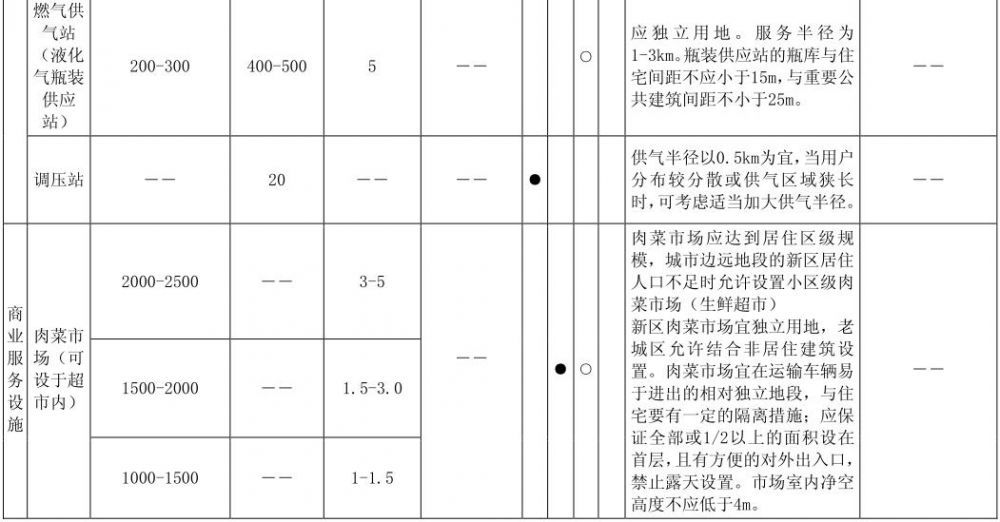 燃气供
气站
（液化
气瓶装
供应
站）
200-300
400-500
5
——
○
应独立用地。服务半径为
1-3km。瓶装供应站的瓶库与住
宅间距不应小于15m，与重要公
共建筑间距不小于25m。
——
调压站
——
20
——
——
●
供气半径以0.5km为宜，当用户
分布较分散或供气区域狭长
时，可考虑适当加大供气半径。
——
商
业
服
务
设
施
肉菜市
场（可
设于超
市内）
2000-2500
——
3-5
1500-2000
——
1.5-3.0
1000-1500
——
1-1.5
——
●
○
肉菜市场应达到居住区级规
模，城市边远地段的新区居住
人口不足时允许设置小区级肉
菜市场（生鲜超市）
新区肉菜市场宜独立用地，老
城区允许结合非居住建筑设
置。肉菜市场宜在运输车辆易
于进出的相对独立地段，与住
宅要有一定的隔离措施；应保
证全部或1/2以上的面积设在
首层，且有方便的对外出入口，
禁止露天设置。市场室内净空
高度不应低于4m。
——